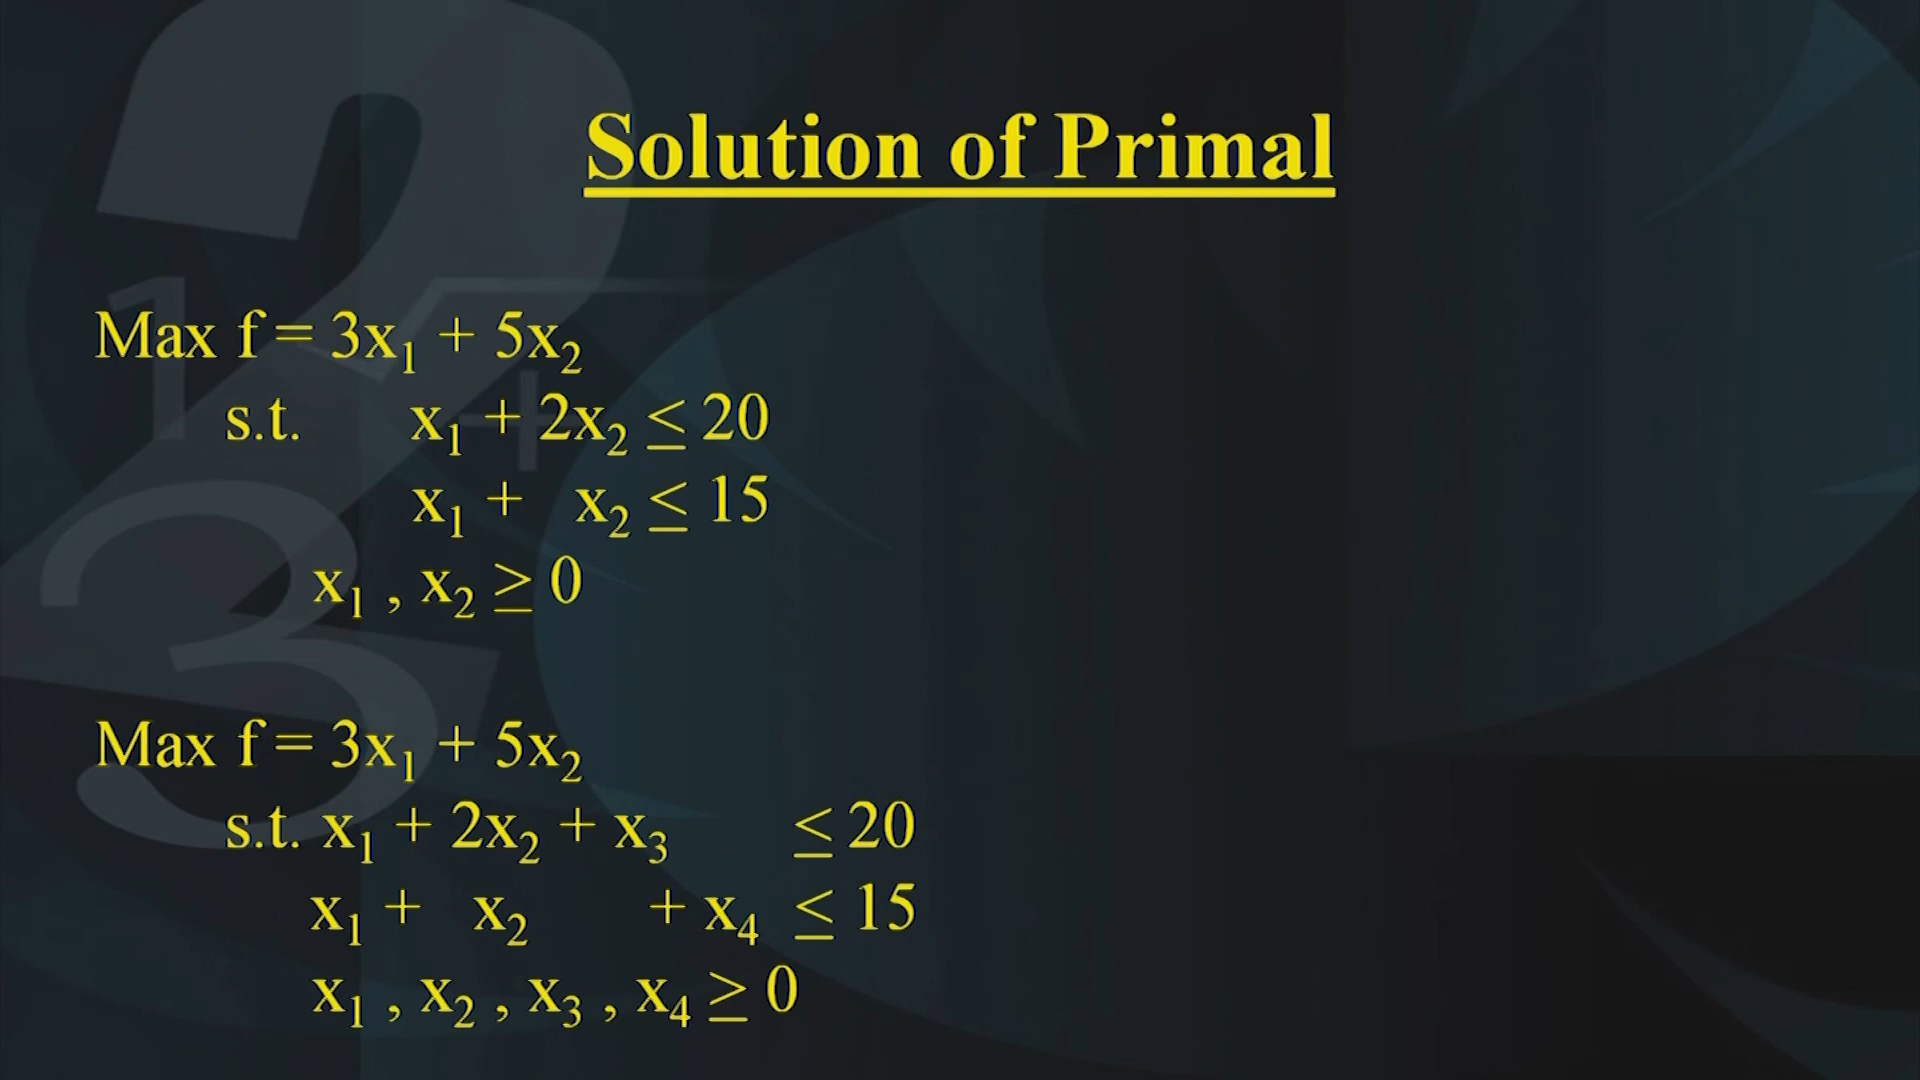 Solution of Primal
Max f = 3x₁ + 5x₂
s.t. x₁ + 2x₂ ≤ 20
x₁ + x₂ ≤ 15
x₁ , x₂ ≥ 0
Max f = 3x₁ + 5x₂
s.t. x₁ + 2x₂ + x₃ ≤ 20
x₁ + x₂ + x₄ ≤ 15
x₁ , x₂ , x₃ , x₄ ≥ 0